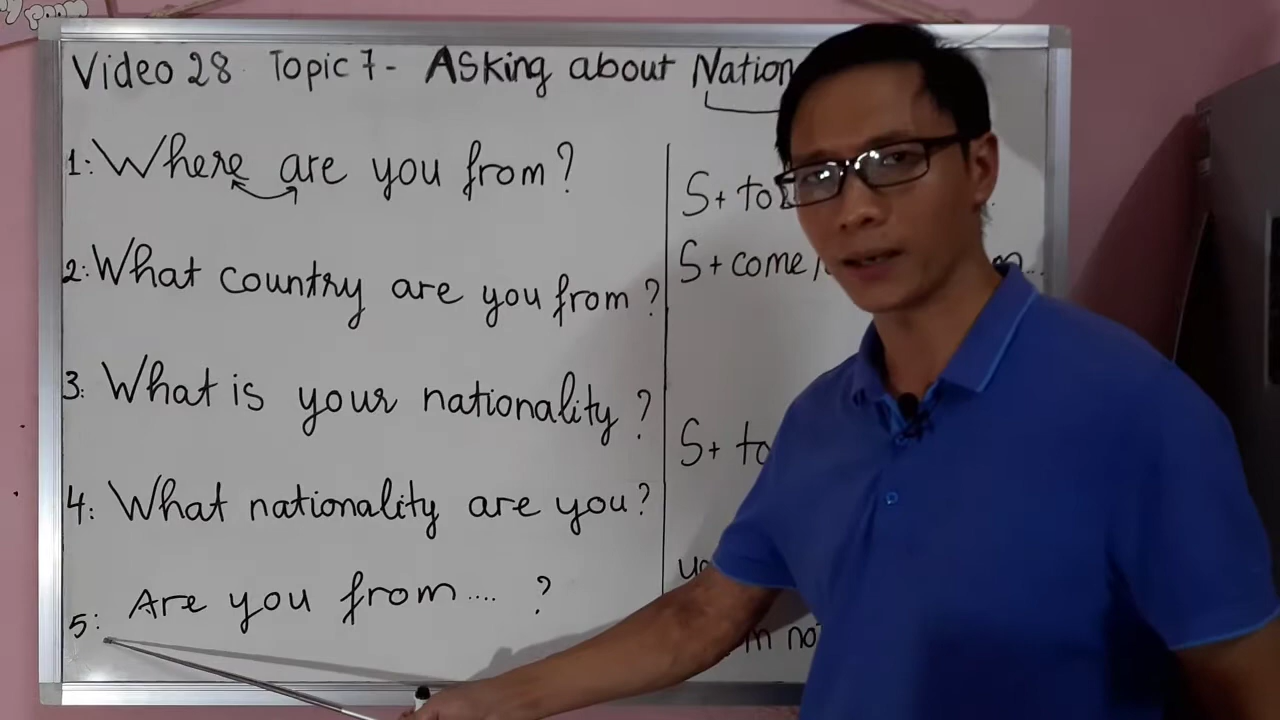 Video 28 Topic 7 - Asking about Nation
1: Where are you from?
2: What country are you from?
3: What is your nationality?
4: What nationality are you?
5: Are you from.... ?
S + to
S + come
S + to